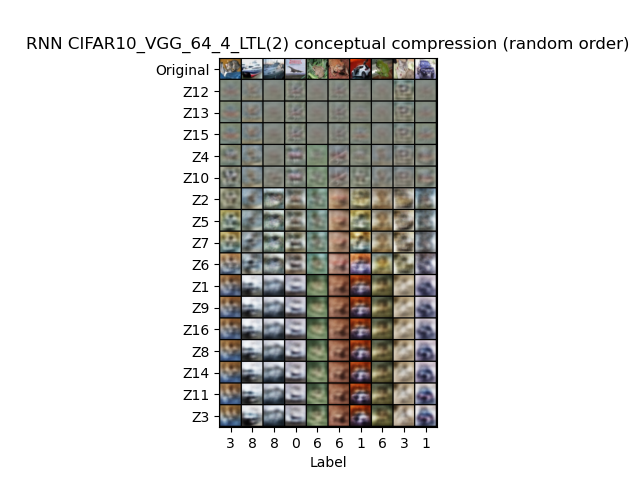 RNN CIFAR10_VGG_64_4_LTL(2) conceptual compression (random order)
Original
Z12
Z13
Z15
Z4
Z10
Z2
Z5
Z7
Z6
Z1
Z9
Z16
Z8
Z14
Z11
Z3
3 8 8 0 6 6 1 6 3 1
Label